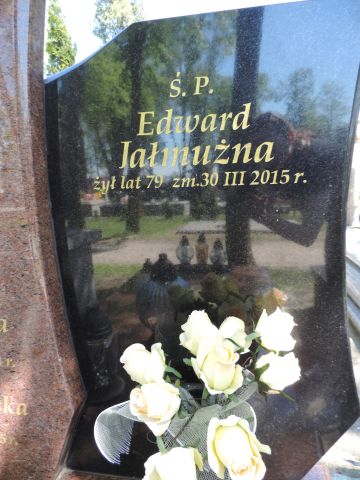 Ś. P.
Edward
Jałmużna
żył lat 79 zm. 30 III 2015 r.